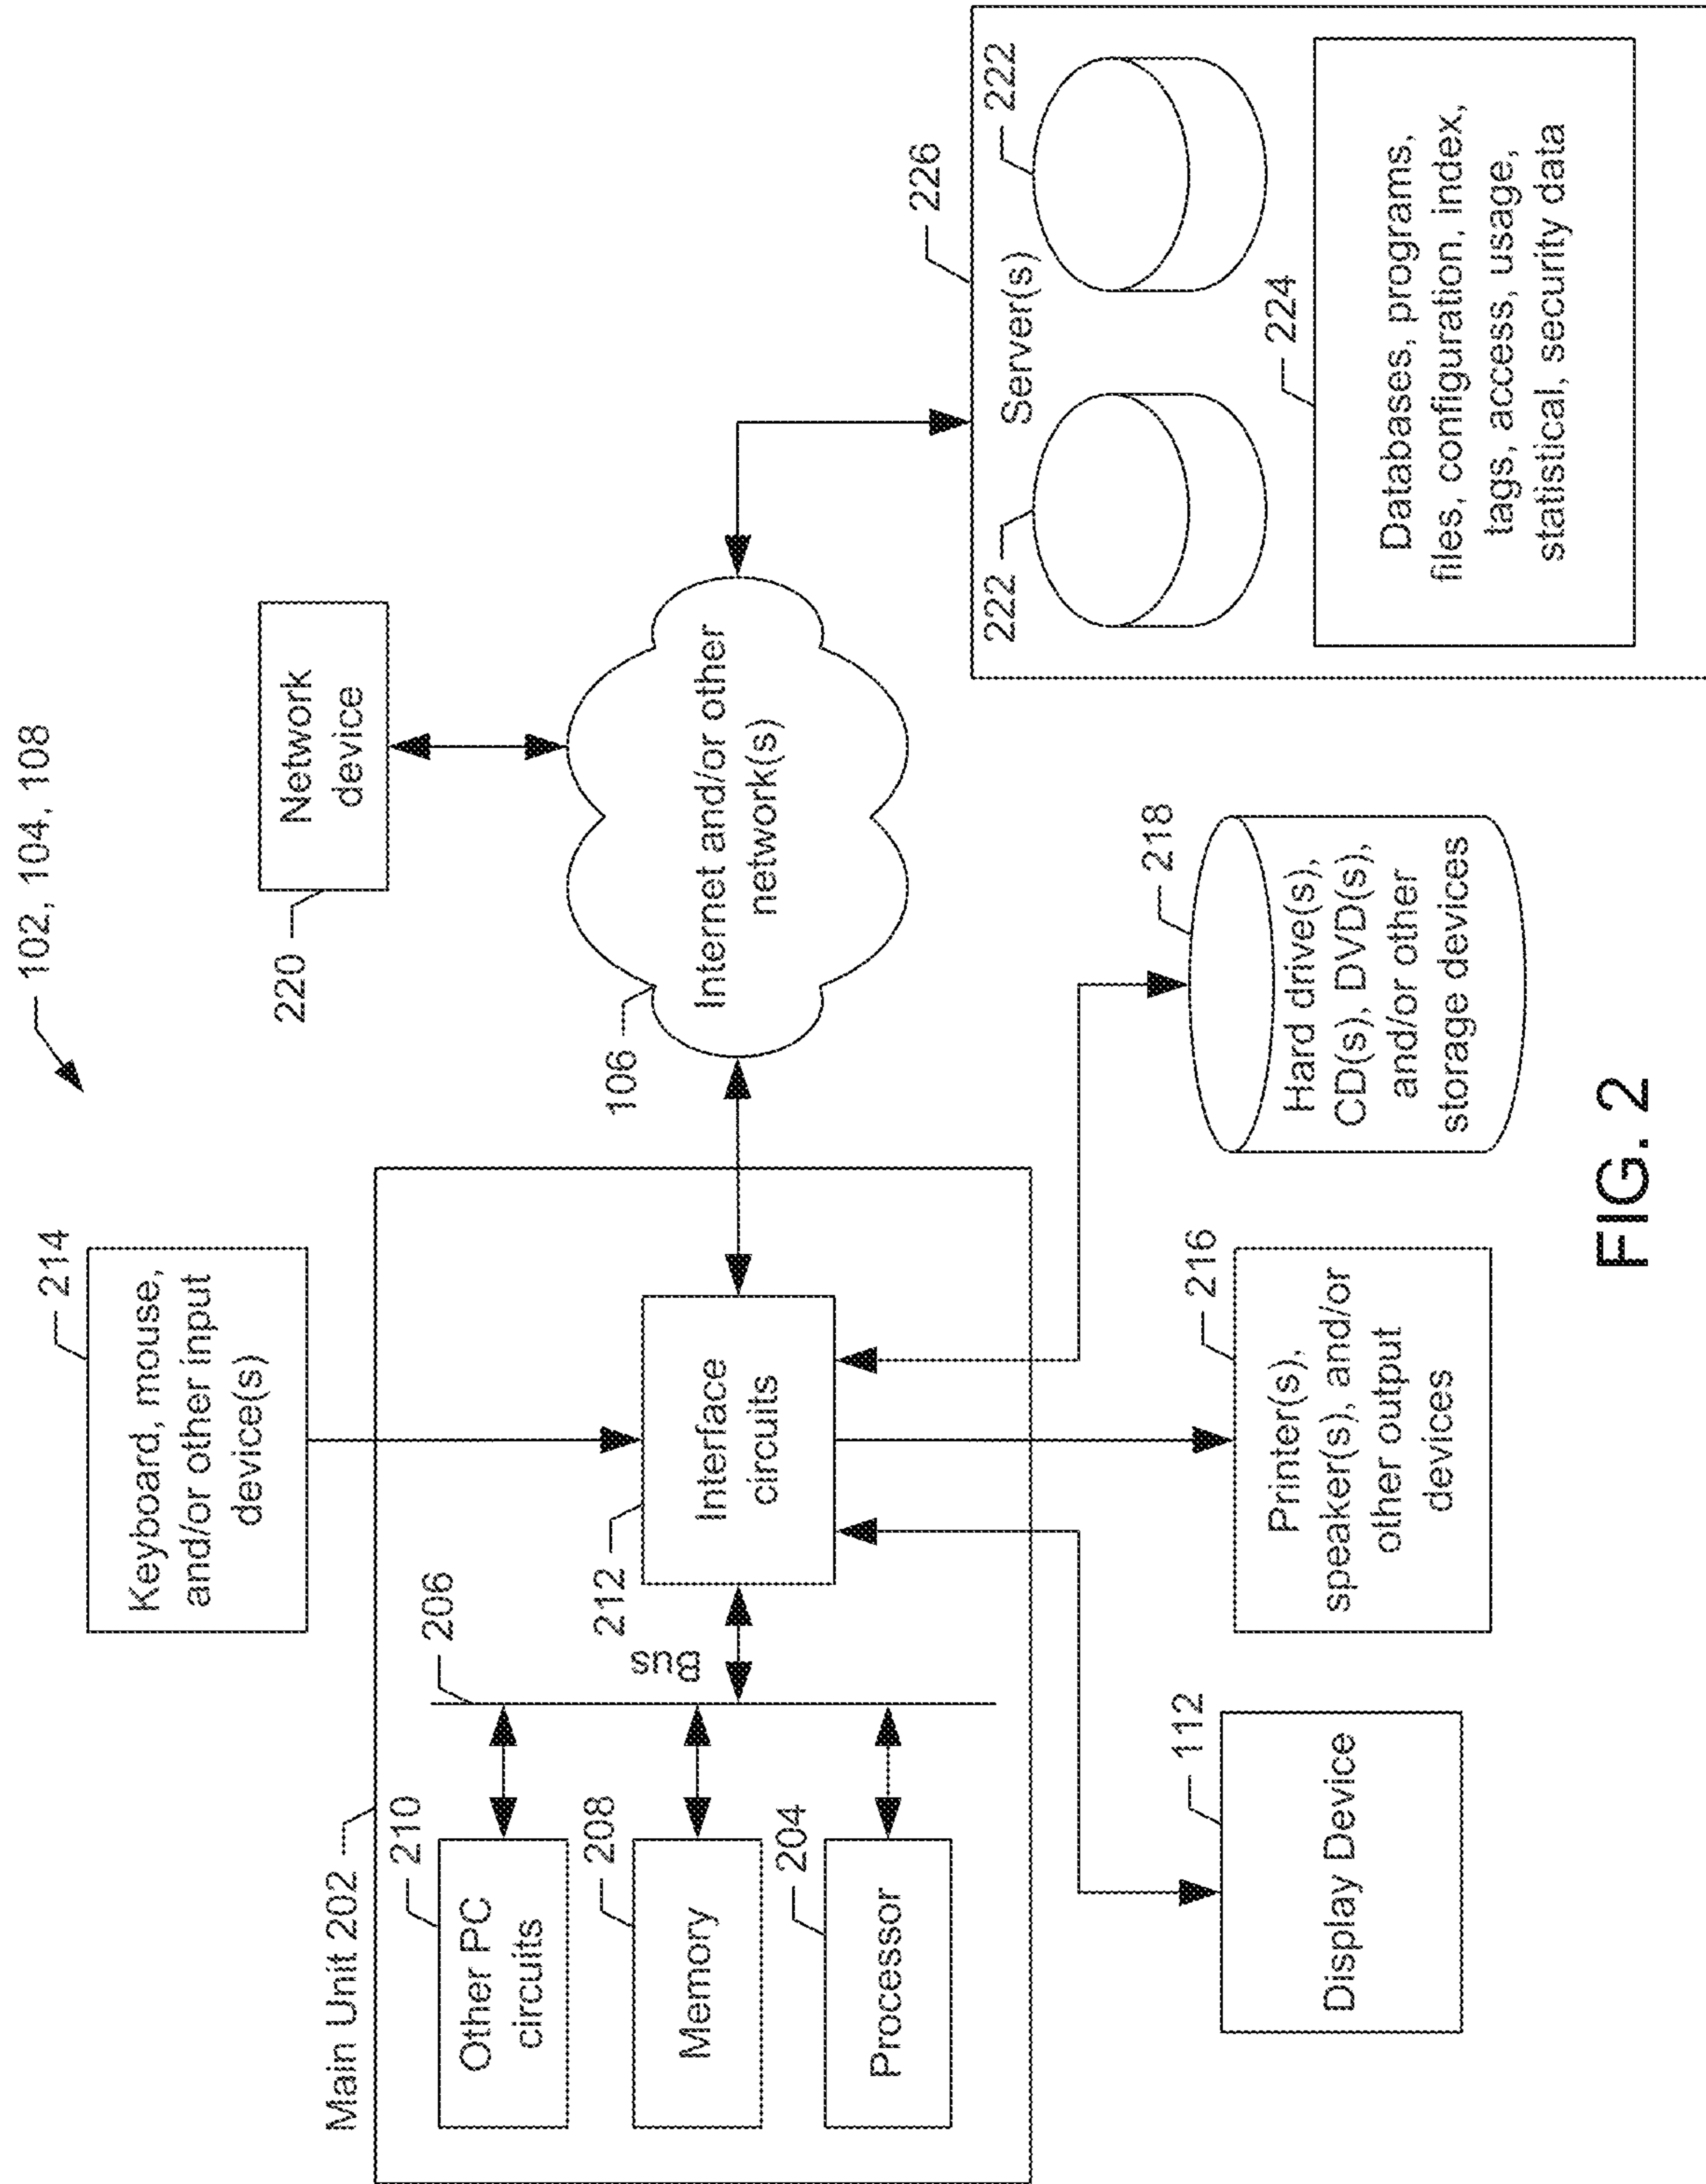 102, 104, 108
214
Keyboard, mouse,
and/or other input
device(s)
220
Network
device
Main Unit 202
210
Other PC
circuits
208
Memory
204
Processor
206
Bus
212
Interface
circuits
106
Internet and/or other
network(s)
226
Server(s)
222
222
224
Databases, programs,
files, configuration, index,
tags, access, usage,
statistical, security data
112
Display Device
216
Printer(s),
speaker(s), and/or
other output
devices
218
Hard drive(s),
CD(s), DVD(s),
and/or other
storage devices
FIG. 2